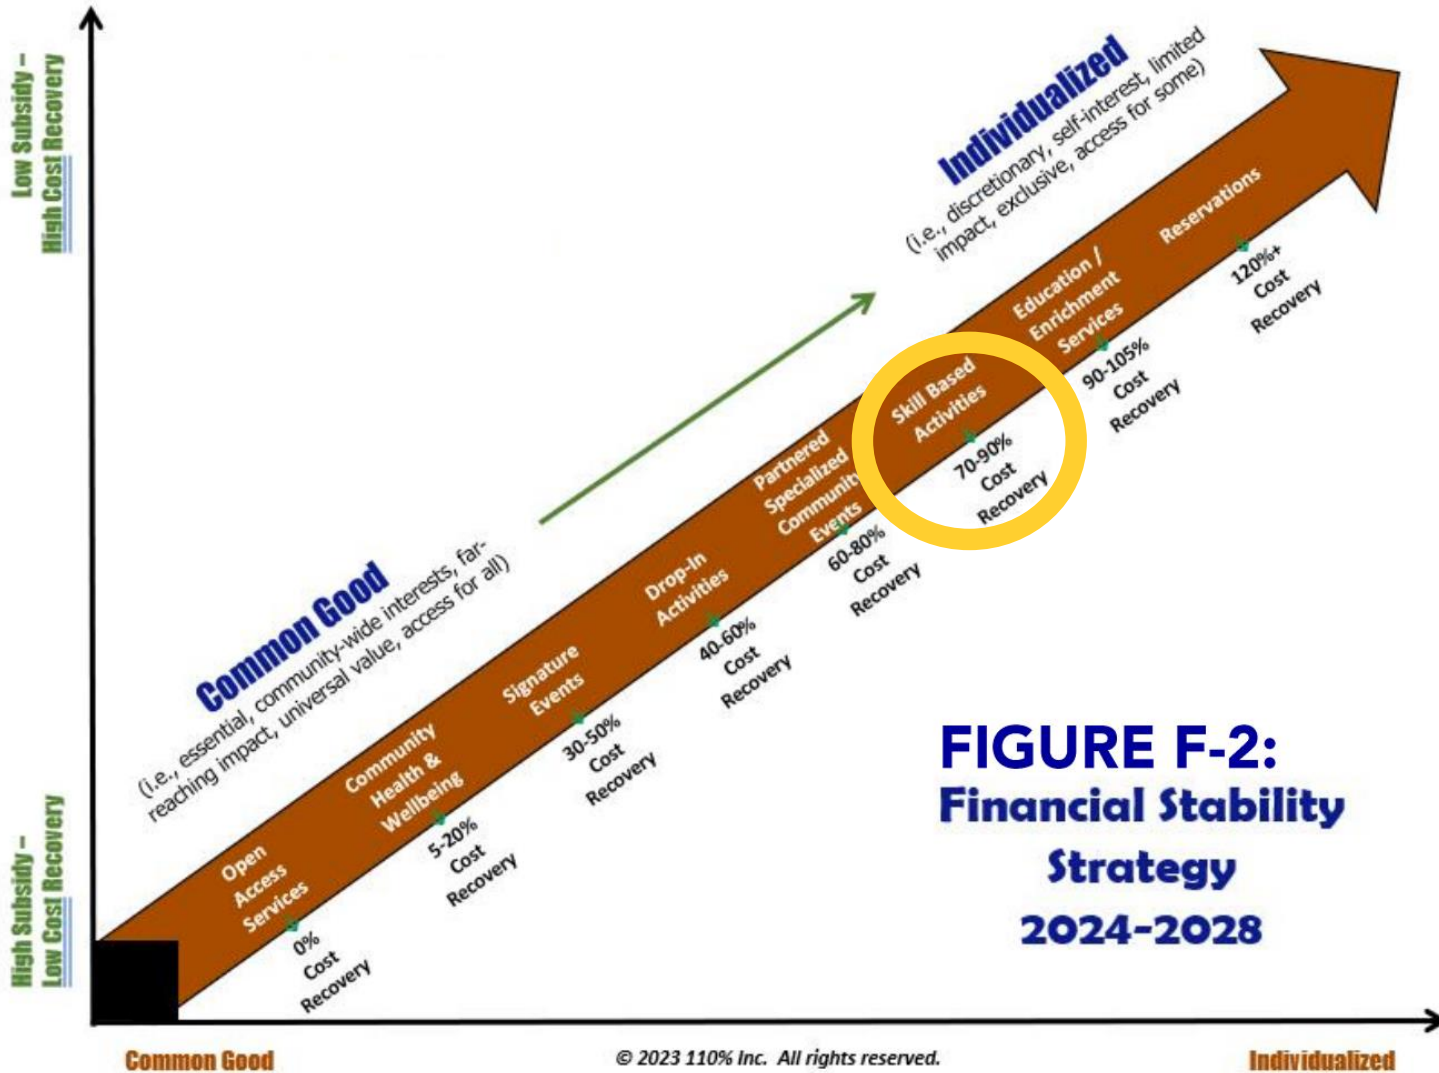 Low Subsidy –
High Cost Recovery
Individualized
(i.e., discretionary, self-interest, limited
impact, exclusive, access for some)
Reservations
120%+
Cost
Recovery
Education /
Enrichment
Services
90-105%
Cost
Recovery
Skill Based
Activities
70-90%
Cost
Recovery
Partnered
Specialized
Community
Events
60-80%
Cost
Recovery
Drop-In
Activities
40-60%
Cost
Recovery
Common Good
(i.e., essential, community-wide interests, far-
reaching impact, universal value, access for all)
Signature
Events
30-50%
Cost
Recovery
Community
Health &
Wellbeing
5-20%
Cost
Recovery
Open
Access
Services
0%
Cost
Recovery
High Subsidy –
Low Cost Recovery
FIGURE F-2:
Financial Stability
Strategy
2024-2028
Common Good
© 2023 110% Inc. All rights reserved.
Individualized